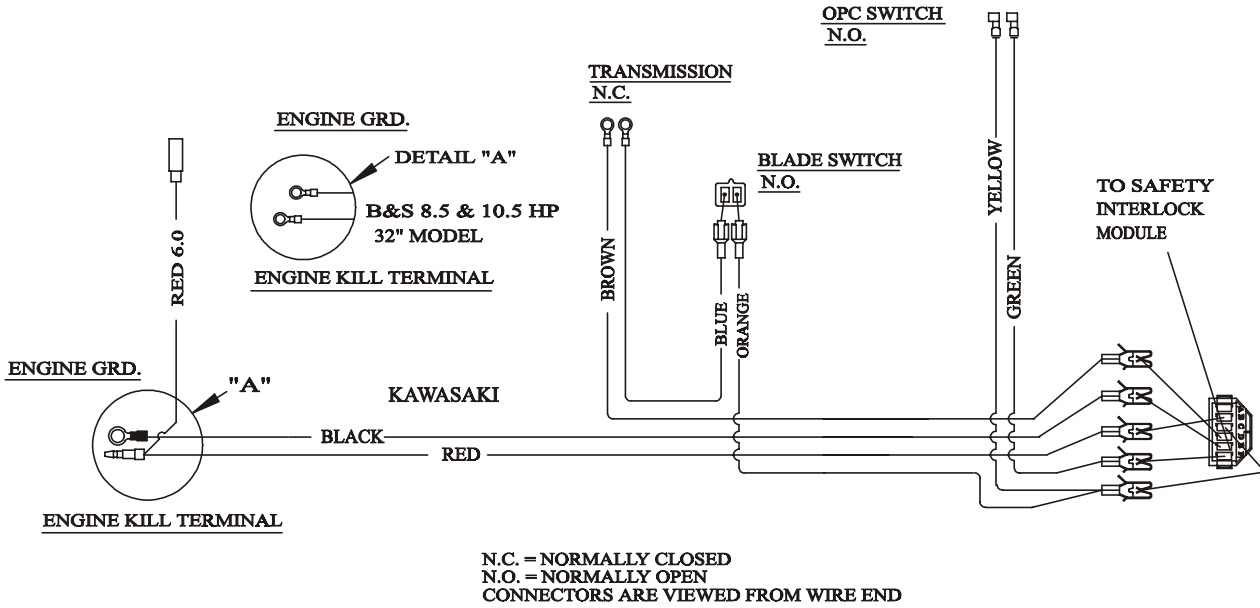 OPC SWITCH
N.O.
TRANSMISSION
N.C.
ENGINE GRD.
DETAIL "A"
BLADE SWITCH
N.O.
B&S 8.5 & 10.5 HP
32" MODEL
ENGINE KILL TERMINAL
RED 6.0
BROWN
BLUE
ORANGE
YELLOW
GREEN
TO SAFETY
INTERLOCK
MODULE
ENGINE GRD.
"A"
KAWASAKI
BLACK
RED
ENGINE KILL TERMINAL
A B C D E F
N.C. = NORMALLY CLOSED
N.O. = NORMALLY OPEN
CONNECTORS ARE VIEWED FROM WIRE END